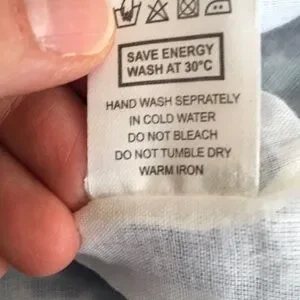 SAVE ENERGY
WASH AT 30°C
HAND WASH SEPRATELY
IN COLD WATER
DO NOT BLEACH
DO NOT TUMBLE DRY
WARM IRON